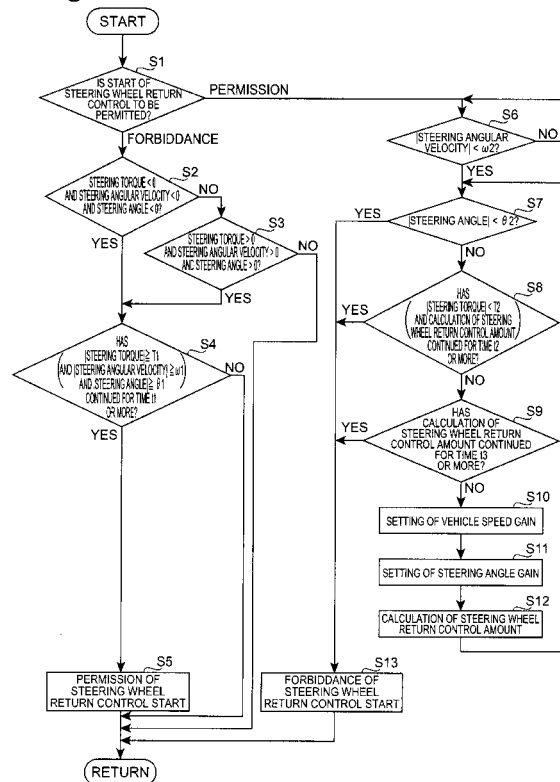 START
S1
IS START OF
STEERING WHEEL RETURN
CONTROL TO BE
PERMITTED?
PERMISSION
FORBIDDANCE
S2
STEERING TORQUE < 0
AND STEERING ANGULAR VELOCITY < 0
AND STEERING ANGLE < 0?
NO
YES
S3
STEERING TORQUE > 0
AND STEERING ANGULAR VELOCITY > 0
AND STEERING ANGLE > 0?
NO
YES
S4
HAS
|STEERING TORQUE| ≧ T1
AND |STEERING ANGULAR VELOCITY| ≧ ω1
AND |STEERING ANGLE| ≧ θ1
CONTINUED FOR TIME t1
OR MORE?
NO
YES
S5
PERMISSION OF
STEERING WHEEL
RETURN CONTROL START
S6
|STEERING ANGULAR
VELOCITY| < ω2?
NO
YES
S7
|STEERING ANGLE| < θ2?
YES
NO
S8
HAS
|STEERING TORQUE| < T2
AND CALCULATION OF STEERING
WHEEL RETURN CONTROL AMOUNT
CONTINUED FOR TIME t2
OR MORE?
YES
NO
S9
HAS
CALCULATION OF
STEERING WHEEL RETURN
CONTROL AMOUNT CONTINUED
FOR TIME t3
OR MORE?
YES
NO
S10
SETTING OF VEHICLE SPEED GAIN
S11
SETTING OF STEERING ANGLE GAIN
S12
CALCULATION OF STEERING WHEEL
RETURN CONTROL AMOUNT
S13
FORBIDDANCE OF
STEERING WHEEL
RETURN CONTROL START
RETURN